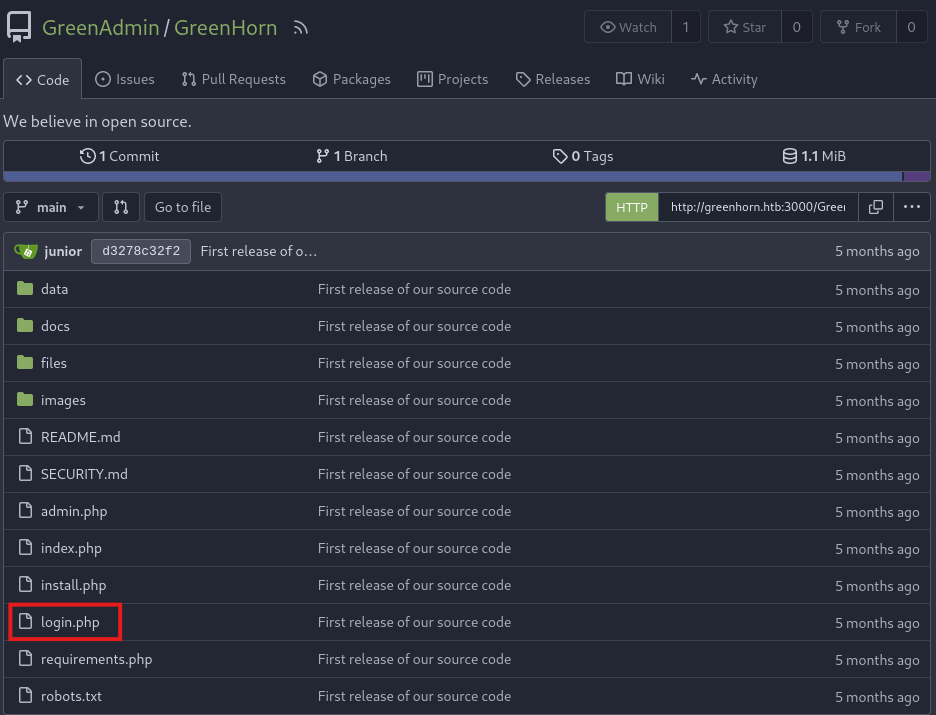 GreenAdmin / GreenHorn
Watch 1 Star 0 Fork 0
Code Issues Pull Requests Packages Projects Releases Wiki Activity
We believe in open source.
1 Commit 1 Branch 0 Tags 1.1 MiB
main Go to file HTTP http://greenhorn.htb:3000/Greer
junior d3278c32f2 First release of o… 5 months ago
data First release of our source code 5 months ago
docs First release of our source code 5 months ago
files First release of our source code 5 months ago
images First release of our source code 5 months ago
README.md First release of our source code 5 months ago
SECURITY.md First release of our source code 5 months ago
admin.php First release of our source code 5 months ago
index.php First release of our source code 5 months ago
install.php First release of our source code 5 months ago
login.php First release of our source code 5 months ago
requirements.php First release of our source code 5 months ago
robots.txt First release of our source code 5 months ago